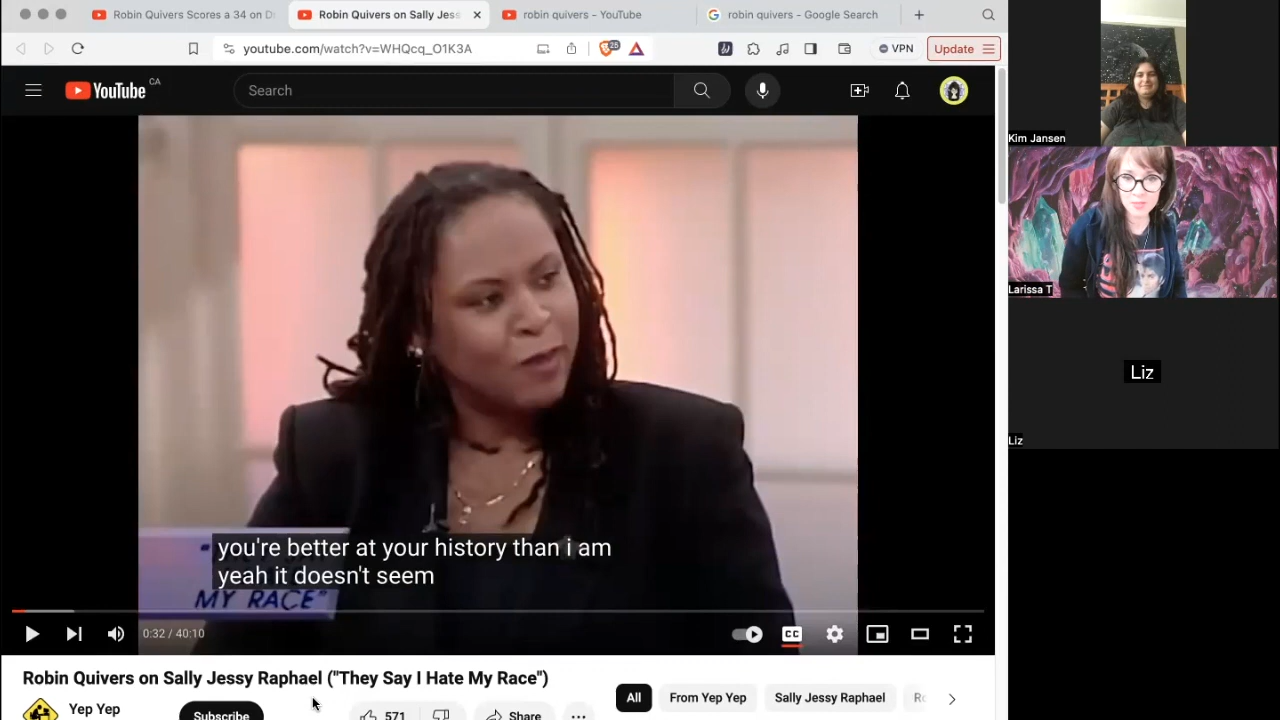 Robin Quivers Scores a 34 on D
Robin Quivers on Sally Jess
robin quivers – YouTube
robin quivers - Google Search
youtube.com/watch?v=WHQcq_O1K3A
25
VPN
Update
YouTube CA
Search
"
you're better at your history than i am
yeah it doesn't seem
MY RACE"
0:32 / 40:10
CC
Robin Quivers on Sally Jessy Raphael ("They Say I Hate My Race")
Yep Yep
Subscribe
571
Share
All
From Yep Yep
Sally Jessy Raphael
Kim Jansen
Larissa T
Liz
Liz